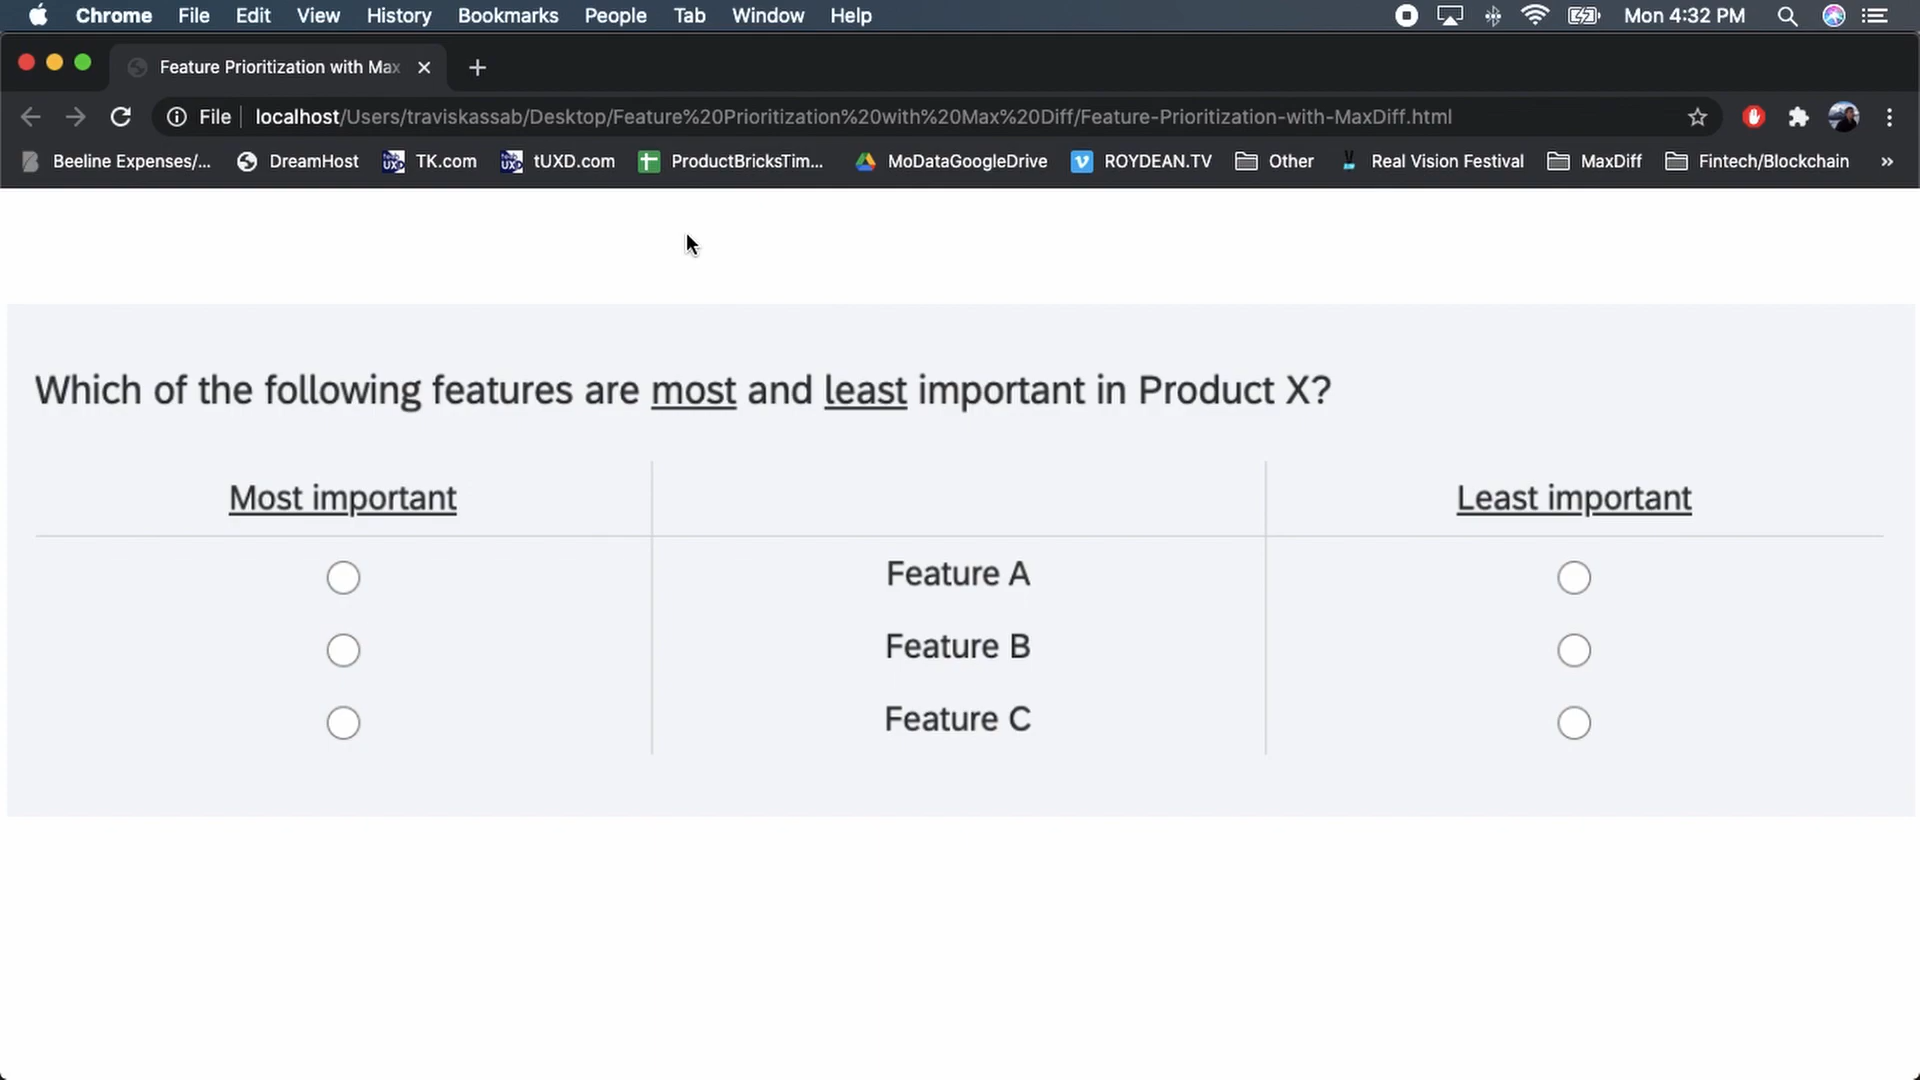 Chrome File Edit View History Bookmarks People Tab Window Help Mon 4:32 PM
Feature Prioritization with Max
File localhost/Users/traviskassab/Desktop/Feature%20Prioritization%20with%20Max%20Diff/Feature-Prioritization-with-MaxDiff.html
Beeline Expenses/... DreamHost TK.com tUXD.com ProductBricksTim... MoDataGoogleDrive ROYDEAN.TV Other Real Vision Festival MaxDiff Fintech/Blockchain »
Which of the following features are most and least important in Product X?
Most important Least important
Feature A
Feature B
Feature C